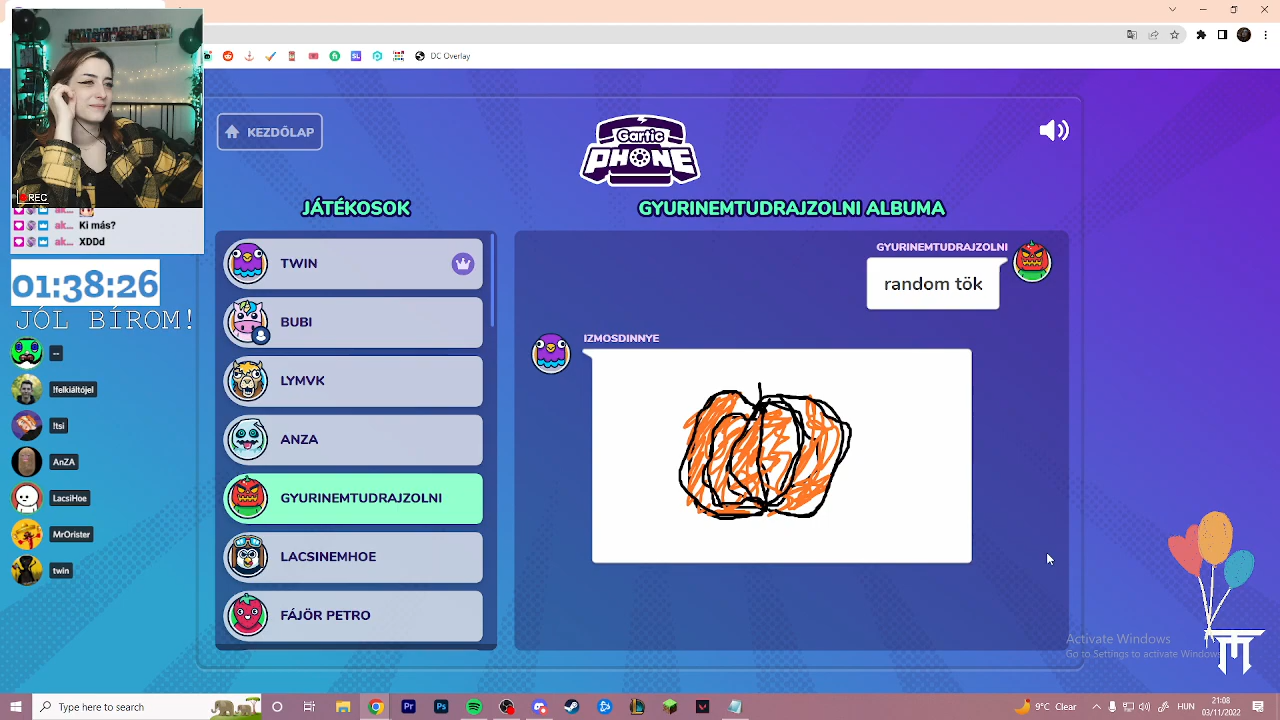 DC Overlay
REC
ak... Ki más?
ak... XDDd
01:38:26
JÓL BÍROM!
--
!felkiáltójel
!tsi
AnZA
LacsiHoe
MrOrister
twin
KEZDŐLAP
Gartic
PHONE
JÁTÉKOSOK
TWIN
BUBI
LYMVK
ANZA
GYURINEMTUDRAJZOLNI
LACSINEMHOE
FÁJÖR PETRO
GYURINEMTUDRAJZOLNI ALBUMA
GYURINEMTUDRAJZOLNI
random tök
IZMOSDINNYE
Activate Windows
Go to Settings to activate Windows
Type here to search
9°C Clear
HUN
21:08
03/11/2022